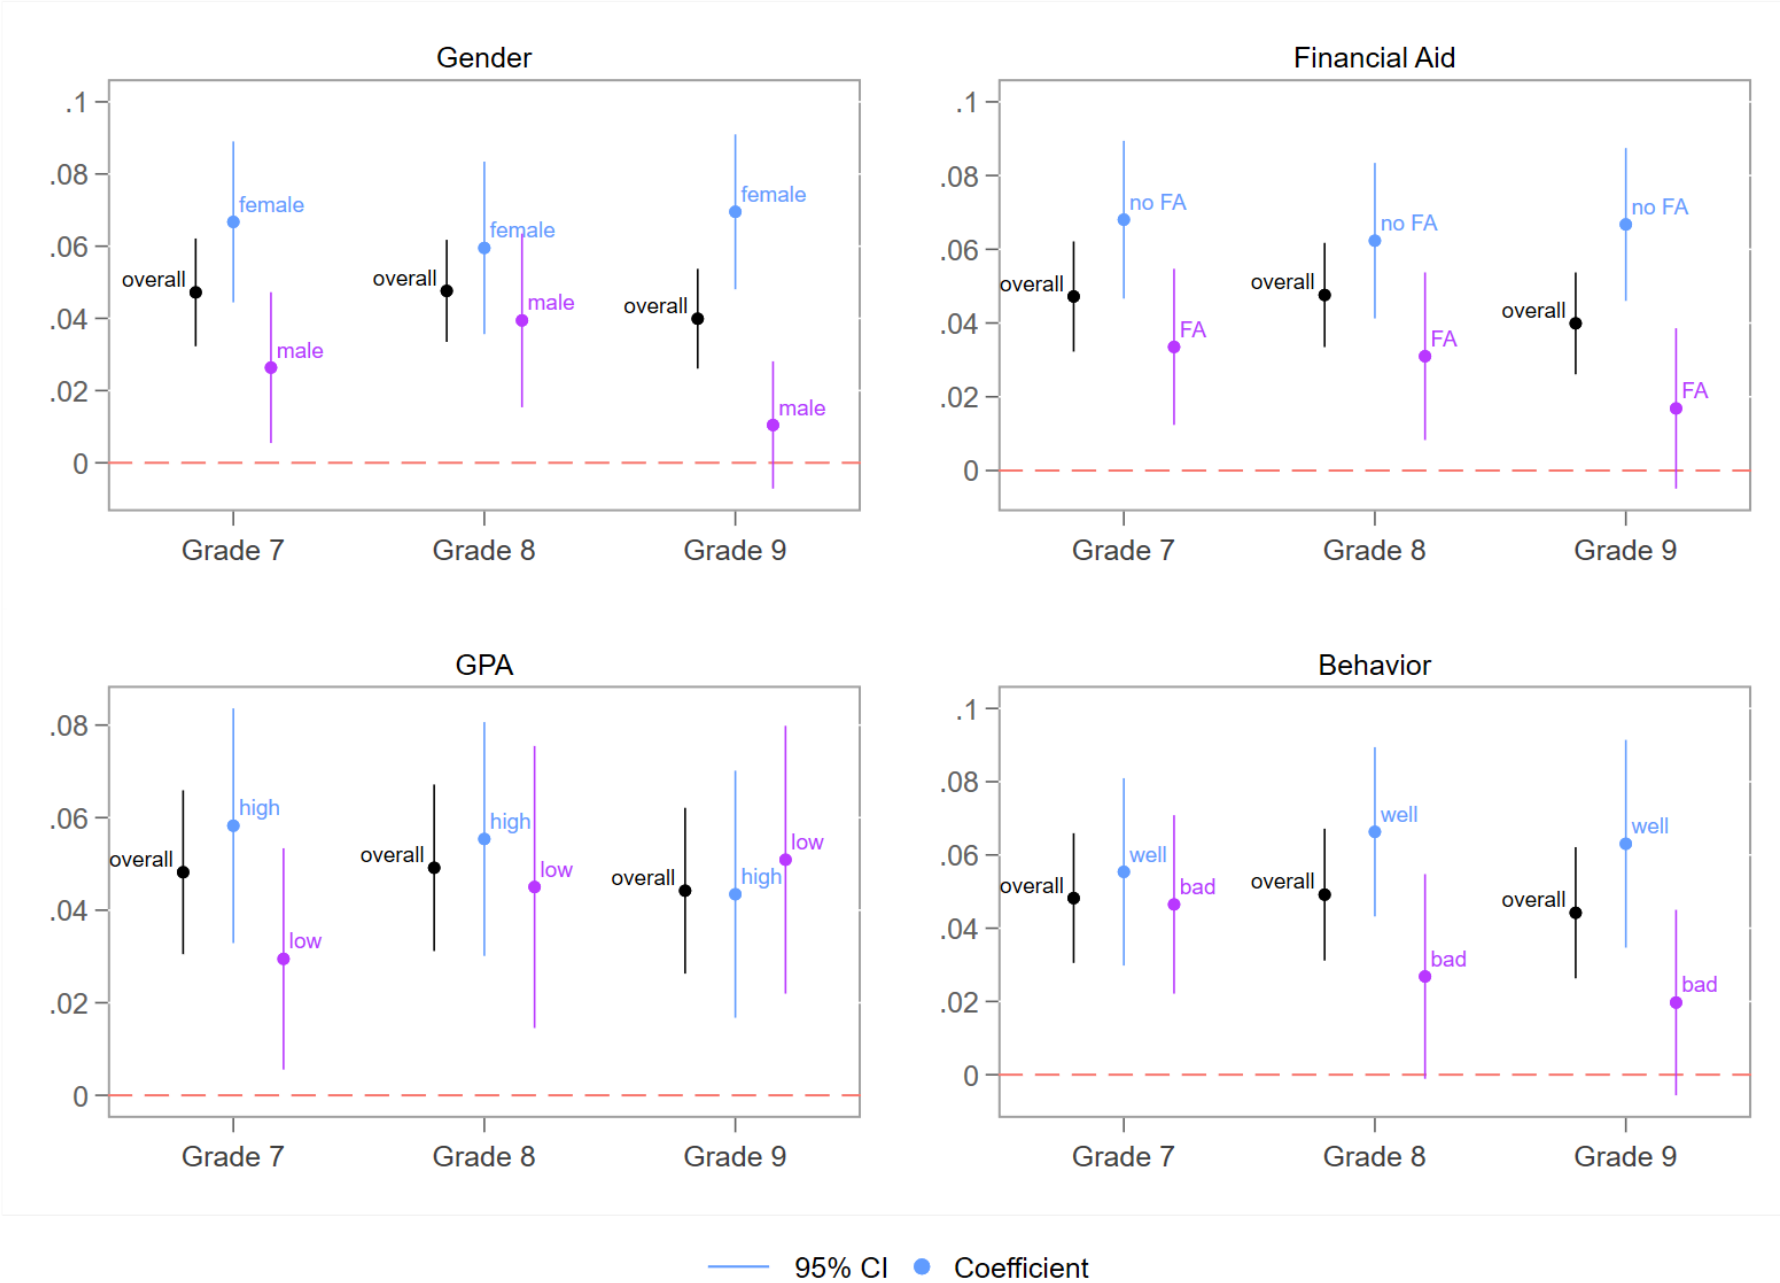 Gender
.1
.08
.06
.04
.02
0
overall
female
male
overall
female
male
overall
female
male
Grade 7
Grade 8
Grade 9
Financial Aid
.1
.08
.06
.04
.02
0
overall
no FA
FA
overall
no FA
FA
overall
no FA
FA
Grade 7
Grade 8
Grade 9
GPA
.08
.06
.04
.02
0
overall
high
low
overall
high
low
overall
high
low
Grade 7
Grade 8
Grade 9
Behavior
.1
.08
.06
.04
.02
0
overall
well
bad
overall
well
bad
overall
well
bad
Grade 7
Grade 8
Grade 9
95% CI
Coefficient